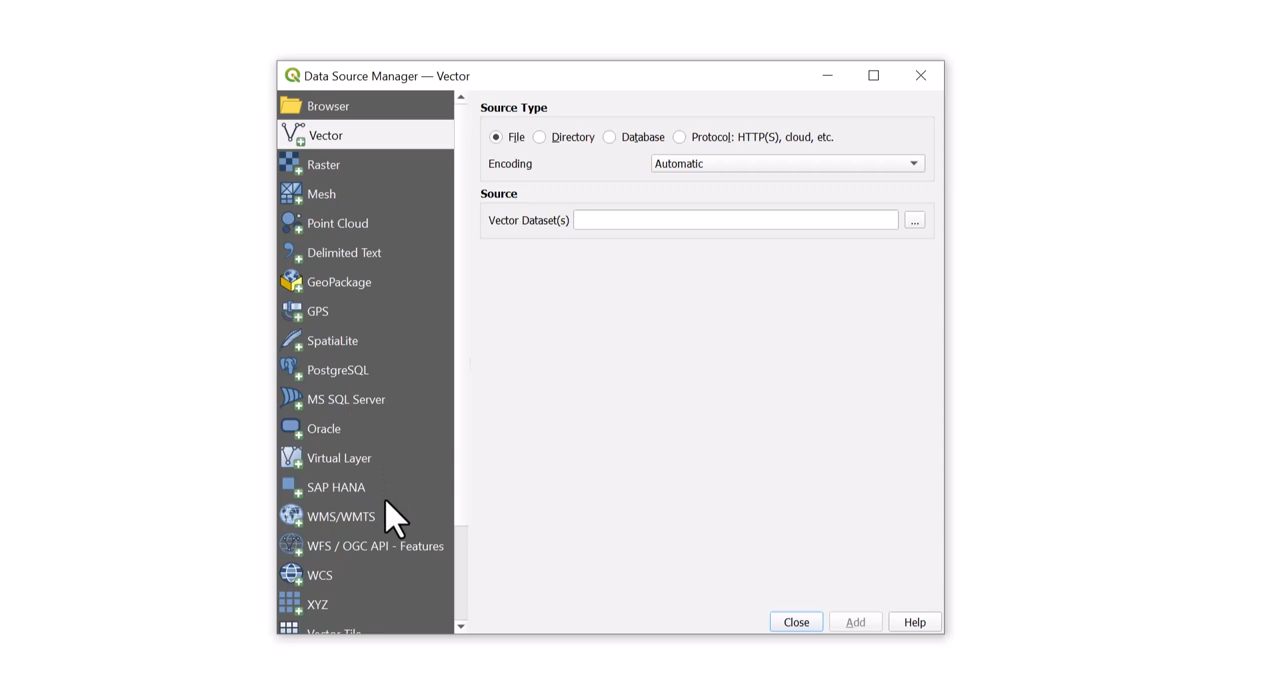 Data Source Manager — Vector
Browser
Vector
Raster
Mesh
Point Cloud
Delimited Text
GeoPackage
GPS
SpatiaLite
PostgreSQL
MS SQL Server
Oracle
Virtual Layer
SAP HANA
WMS/WMTS
WFS / OGC API - Features
WCS
XYZ
Vector Tile
Source Type
File Directory Database Protocol: HTTP(S), cloud, etc.
Encoding Automatic
Source
Vector Dataset(s) ...
Close Add Help